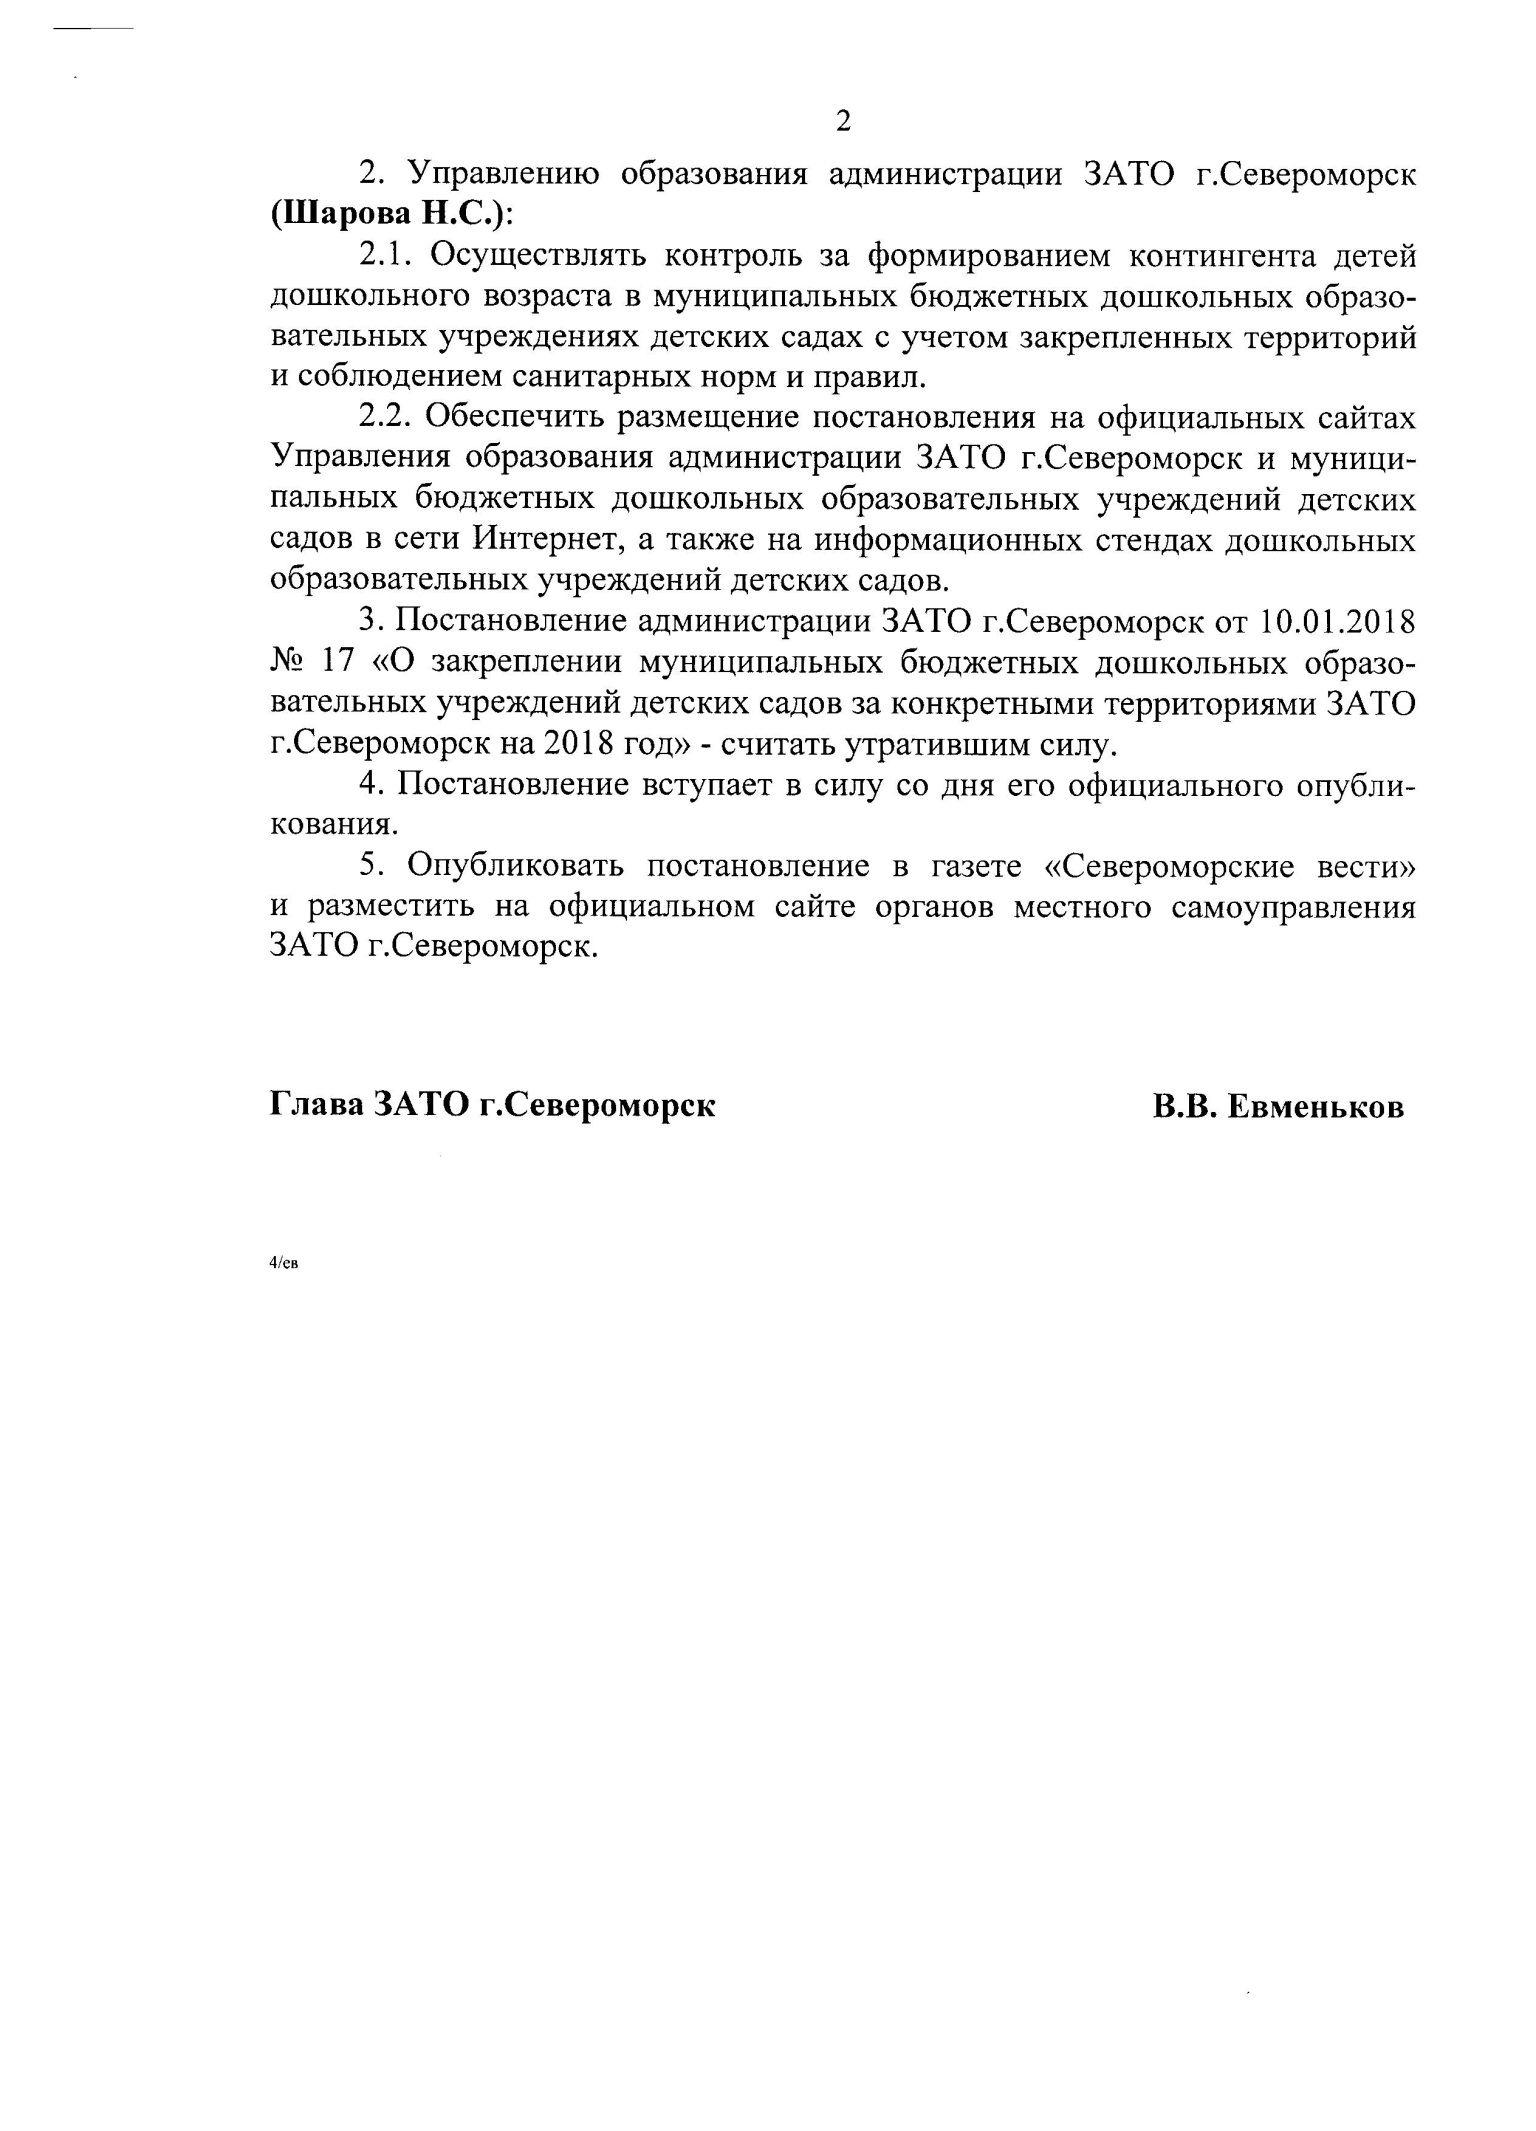 2
2. Управлению образования администрации ЗАТО г.Североморск
(Шарова Н.С.):
2.1. Осуществлять контроль за формированием контингента детей
дошкольного возраста в муниципальных бюджетных дошкольных образо-
вательных учреждениях детских садах с учетом закрепленных территорий
и соблюдением санитарных норм и правил.
2.2. Обеспечить размещение постановления на официальных сайтах
Управления образования администрации ЗАТО г.Североморск и муници-
пальных бюджетных дошкольных образовательных учреждений детских
садов в сети Интернет, а также на информационных стендах дошкольных
образовательных учреждений детских садов.
3. Постановление администрации ЗАТО г.Североморск от 10.01.2018
№ 17 «О закреплении муниципальных бюджетных дошкольных образо-
вательных учреждений детских садов за конкретными территориями ЗАТО
г.Североморск на 2018 год» - считать утратившим силу.
4. Постановление вступает в силу со дня его официального опубли-
кования.
5. Опубликовать постановление в газете «Североморские вести»
и разместить на официальном сайте органов местного самоуправления
ЗАТО г.Североморск.
Глава ЗАТО г.Североморск В.В. Евменьков
4/ев